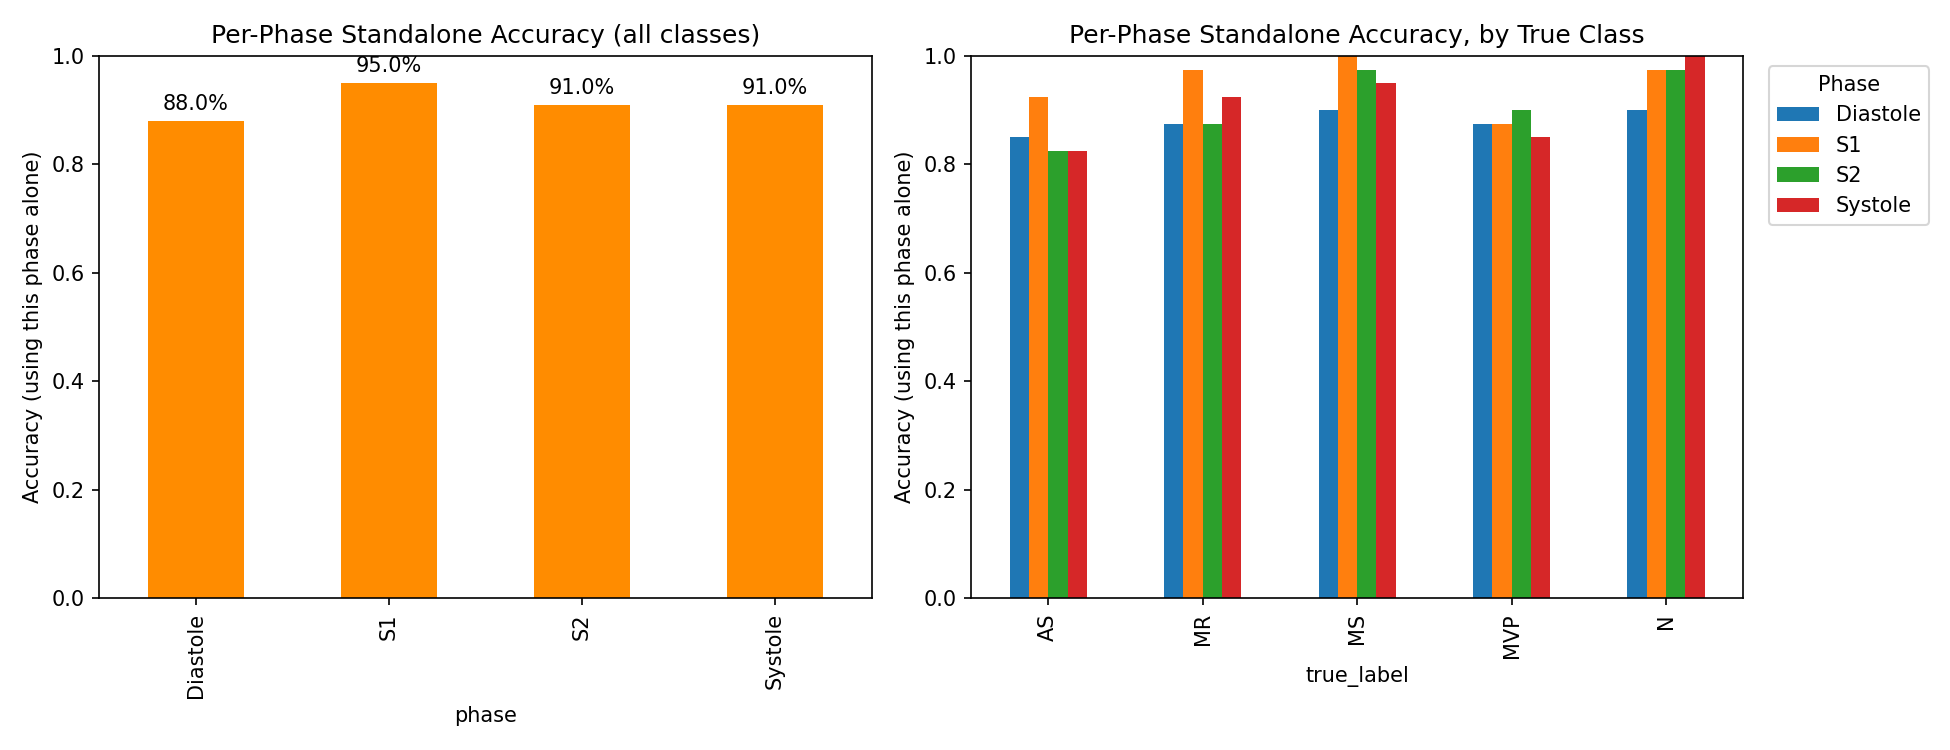 Per-Phase Standalone Accuracy (all classes)
Accuracy (using this phase alone)
1.0
0.8
0.6
0.4
0.2
0.0
88.0%
95.0%
91.0%
91.0%
Diastole
S1
S2
Systole
phase
Per-Phase Standalone Accuracy, by True Class
Accuracy (using this phase alone)
1.0
0.8
0.6
0.4
0.2
0.0
AS
MR
MS
MVP
N
true_label
Phase
Diastole
S1
S2
Systole